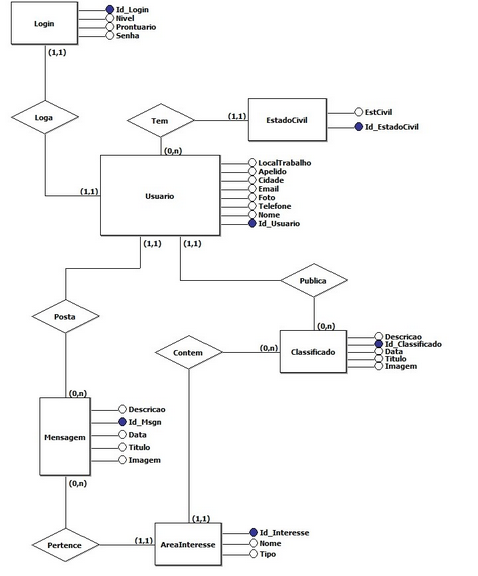 Login
Id_Login
Nivel
Prontuario
Senha
(1,1)
Loga
Tem
(1,1)
EstadoCivil
EstCivil
Id_EstadoCivil
(0,n)
(1,1)
Usuario
LocalTrabalho
Apelido
Cidade
Email
Foto
Telefone
Nome
Id_Usuario
(1,1)
(1,1)
Publica
Posta
(0,n)
Contem
(0,n)
Classificado
Descricao
Id_Classificado
Data
Titulo
Imagem
(0,n)
Mensagem
Descricao
Id_Msgn
Data
Titulo
Imagem
(0,n)
(1,1)
Pertence
(1,1)
AreaInteresse
Id_Interesse
Nome
Tipo